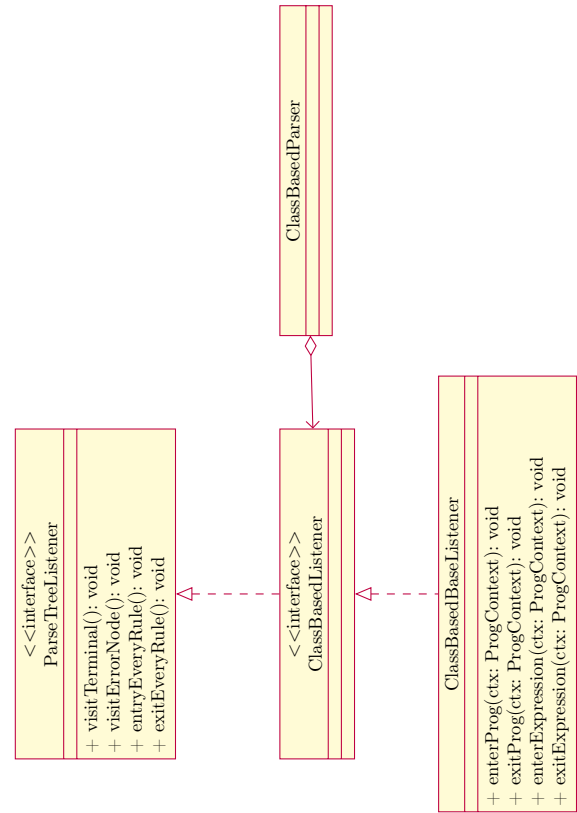 <<interface>>
ParseTreeListener
+ visitTerminal(): void
+ visitErrorNode(): void
+ entryEveryRule(): void
+ exitEveryRule(): void
<<interface>>
ClassBasedListener
ClassBasedParser
ClassBasedBaseListener
+ enterProg(ctx: ProgContext): void
+ exitProg(ctx: ProgContext): void
+ enterExpression(ctx: ProgContext): void
+ exitExpression(ctx: ProgContext): void